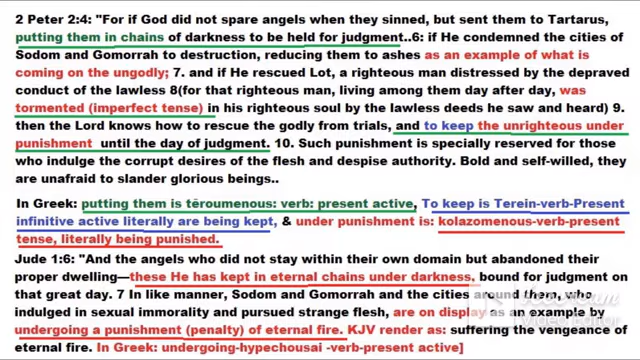 2 Peter 2:4: "For if God did not spare angels when they sinned, but sent them to Tartarus,
putting them in chains of darkness to be held for judgment..6: if He condemned the cities of
Sodom and Gomorrah to destruction, reducing them to ashes as an example of what is
coming on the ungodly; 7. and if He rescued Lot, a righteous man distressed by the depraved
conduct of the lawless 8(for that righteous man, living among them day after day, was
tormented (imperfect tense) in his righteous soul by the lawless deeds he saw and heard) 9.
then the Lord knows how to rescue the godly from trials, and to keep the unrighteous under
punishment until the day of judgment. 10. Such punishment is specially reserved for those
who indulge the corrupt desires of the flesh and despise authority. Bold and self-willed, they
are unafraid to slander glorious beings..
In Greek: putting them is tēroumenous: verb: present active, To keep is Terein-verb-Present
infinitive active literally are being kept, & under punishment is: kolazomenous-verb-present
tense, literally being punished.
Jude 1:6: "And the angels who did not stay within their own domain but abandoned their
proper dwelling—these He has kept in eternal chains under darkness, bound for judgment on
that great day. 7 In like manner, Sodom and Gomorrah and the cities around them, who
indulged in sexual immorality and pursued strange flesh, are on display as an example by
undergoing a punishment (penalty) of eternal fire. KJV render as: suffering the vengeance of
eternal fire. In Greek: undergoing-hypechousai -verb-present active]